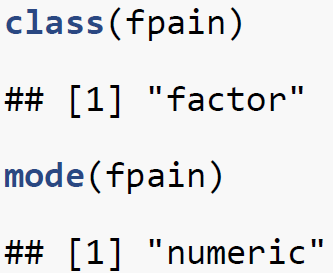 class(fpain)
## [1] "factor"
mode(fpain)
## [1] "numeric"